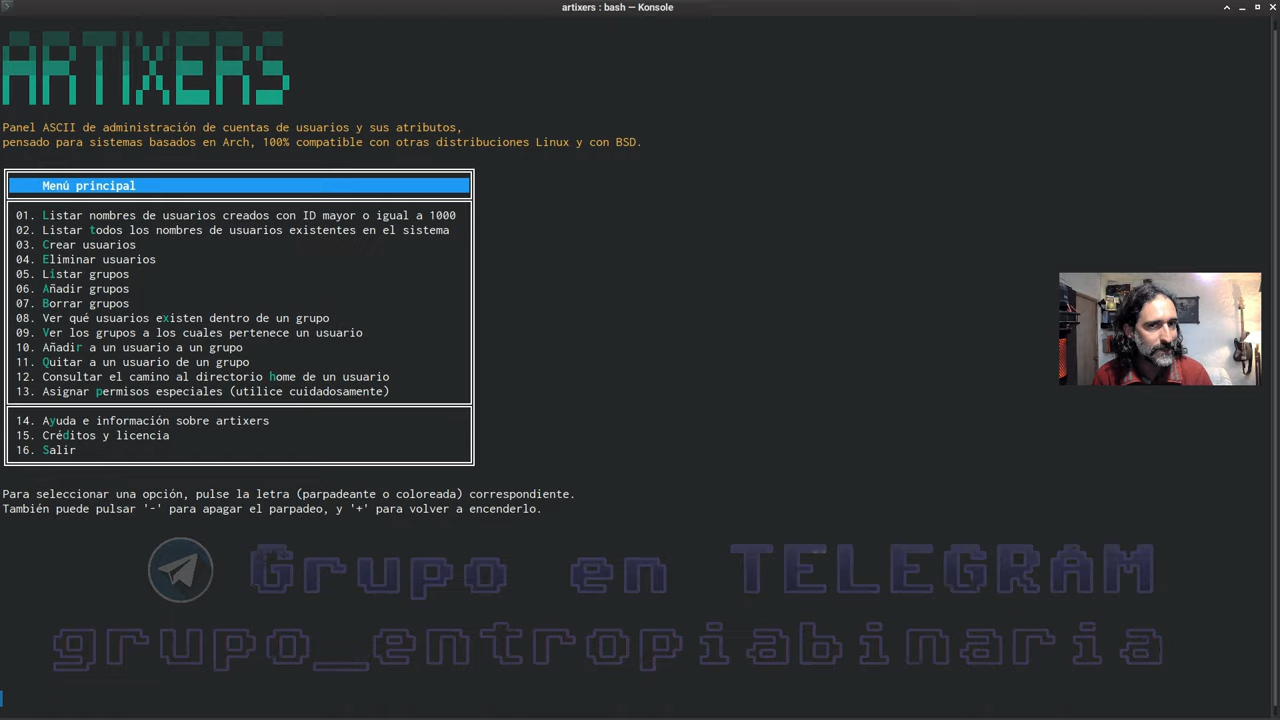 artixers : bash — Konsole
ARTIXERS
Panel ASCII de administración de cuentas de usuarios y sus atributos,
pensado para sistemas basados en Arch, 100% compatible con otras distribuciones Linux y con BSD.
Menú principal
01. Listar nombres de usuarios creados con ID mayor o igual a 1000
02. Listar todos los nombres de usuarios existentes en el sistema
03. Crear usuarios
04. Eliminar usuarios
05. Listar grupos
06. Añadir grupos
07. Borrar grupos
08. Ver qué usuarios existen dentro de un grupo
09. Ver los grupos a los cuales pertenece un usuario
10. Añadir a un usuario a un grupo
11. Quitar a un usuario de un grupo
12. Consultar el camino al directorio home de un usuario
13. Asignar permisos especiales (utilice cuidadosamente)
14. Ayuda e información sobre artixers
15. Créditos y licencia
16. Salir
Para seleccionar una opción, pulse la letra (parpadeante o coloreada) correspondiente.
También puede pulsar '-' para apagar el parpadeo, y '+' para volver a encenderlo.
Grupo en TELEGRAM
grupo_entropiabinaria